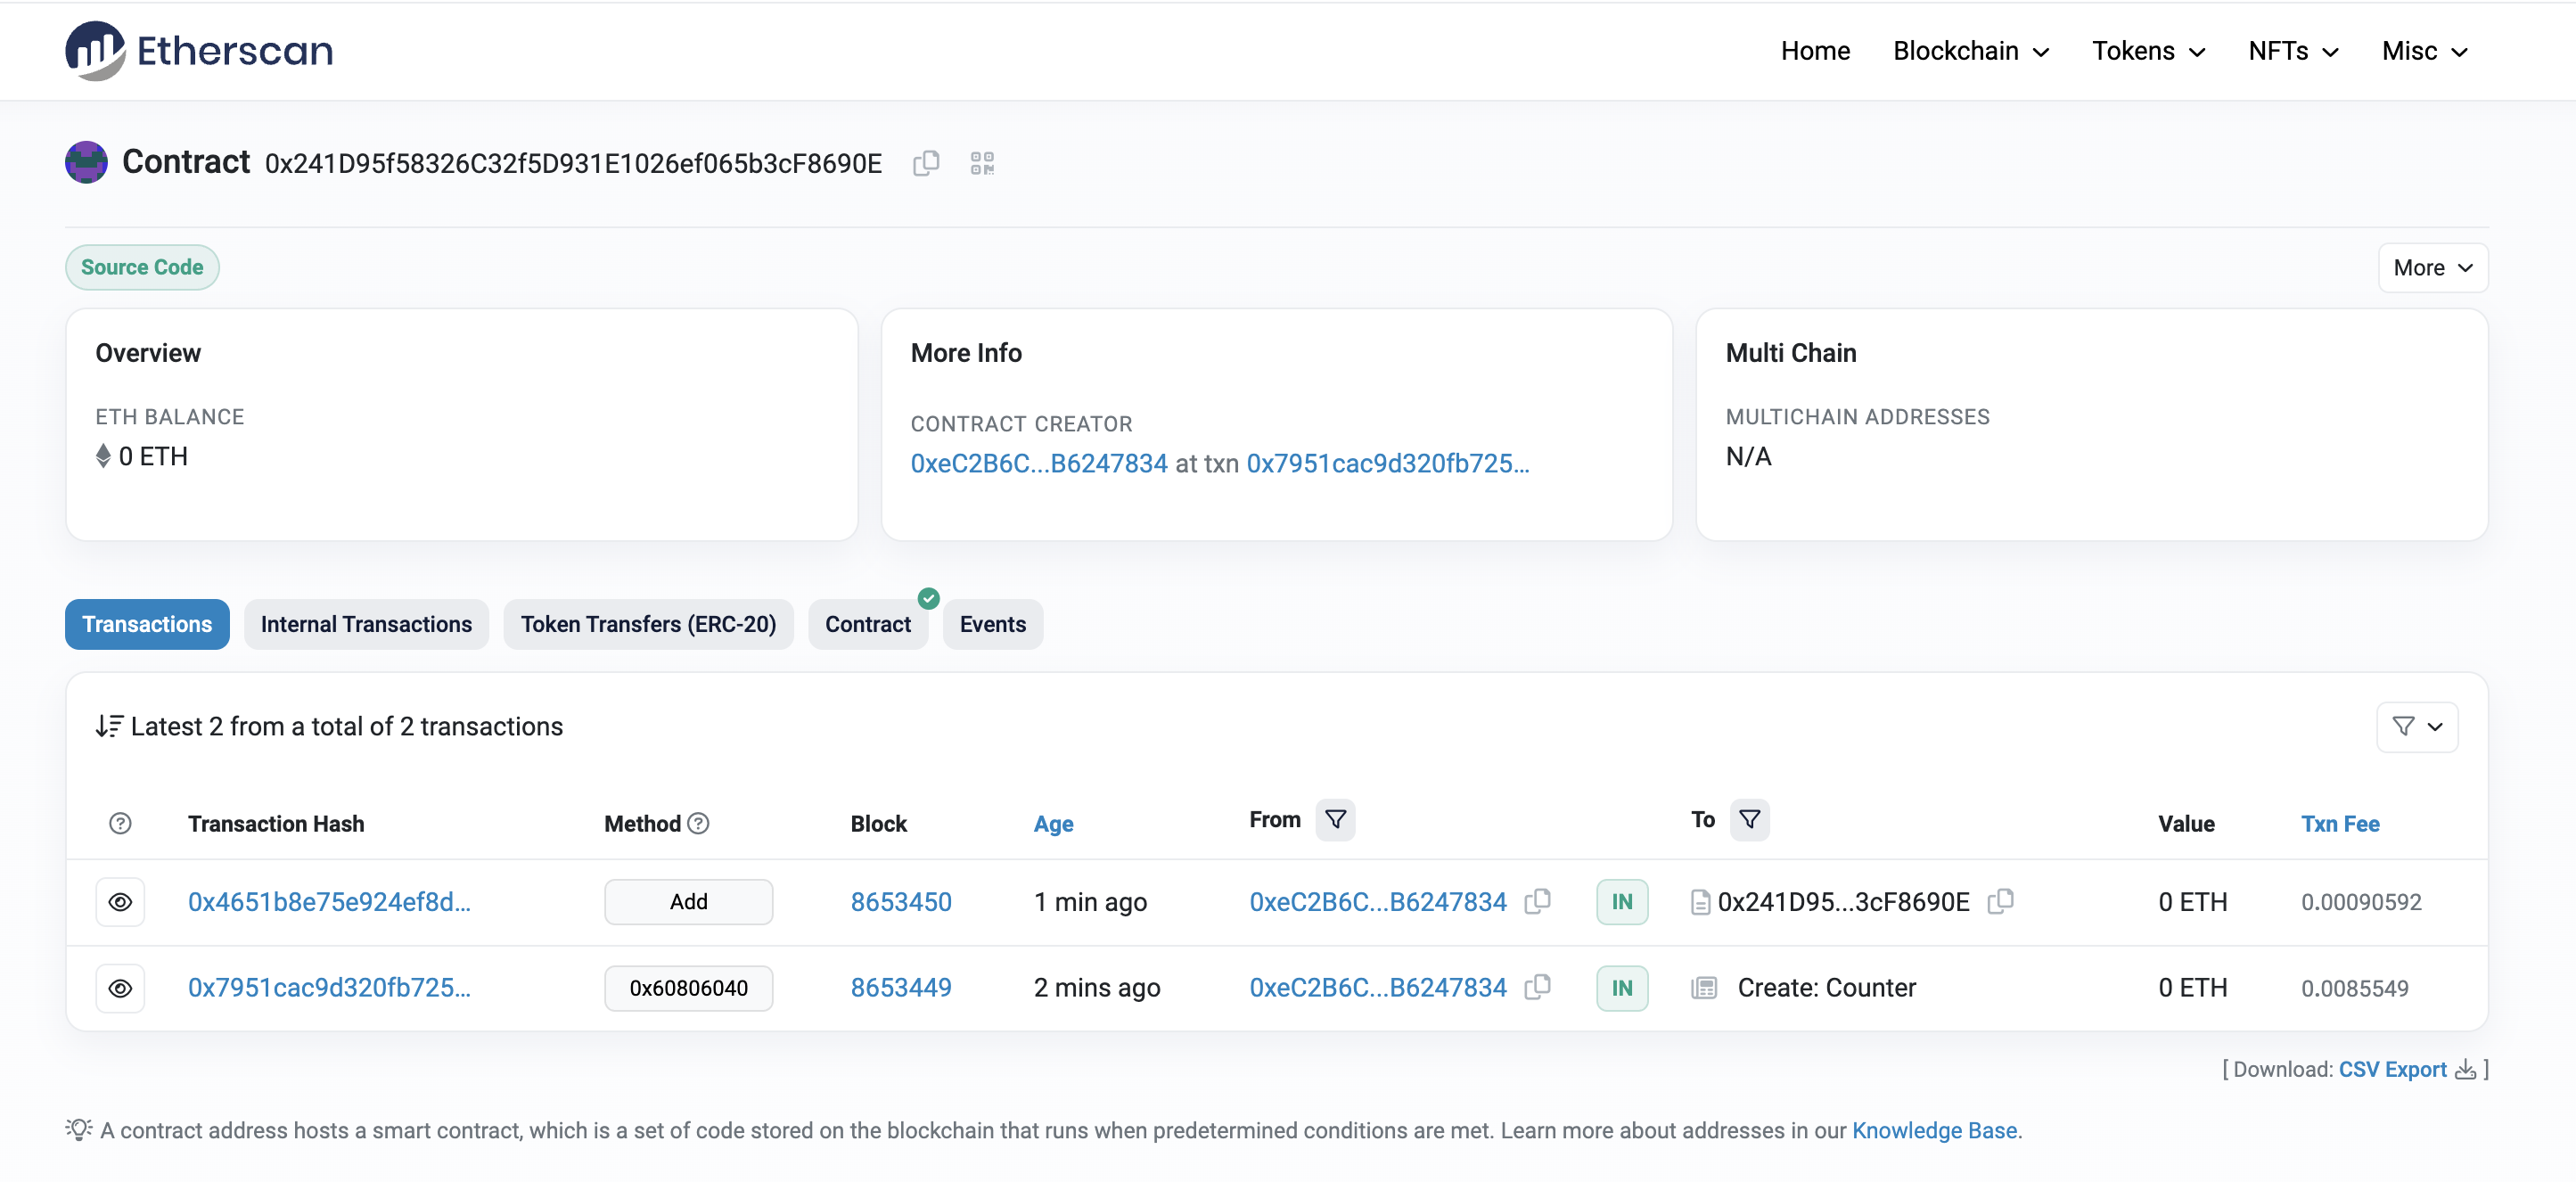 Etherscan
Home Blockchain Tokens NFTs Misc
Contract 0x241D95f58326C32f5D931E1026ef065b3cF8690E
Source Code
More
Overview
ETH BALANCE
0 ETH
More Info
CONTRACT CREATOR
0xeC2B6C...B6247834 at txn 0x7951cac9d320fb725...
Multi Chain
MULTICHAIN ADDRESSES
N/A
Transactions Internal Transactions Token Transfers (ERC-20) Contract Events
Latest 2 from a total of 2 transactions
Transaction Hash Method Block Age From To Value Txn Fee
0x4651b8e75e924ef8d... Add 8653450 1 min ago 0xeC2B6C...B6247834 IN 0x241D95...3cF8690E 0 ETH 0.00090592
0x7951cac9d320fb725... 0x60806040 8653449 2 mins ago 0xeC2B6C...B6247834 IN Create: Counter 0 ETH 0.0085549
[ Download: CSV Export ]
A contract address hosts a smart contract, which is a set of code stored on the blockchain that runs when predetermined conditions are met. Learn more about addresses in our Knowledge Base.